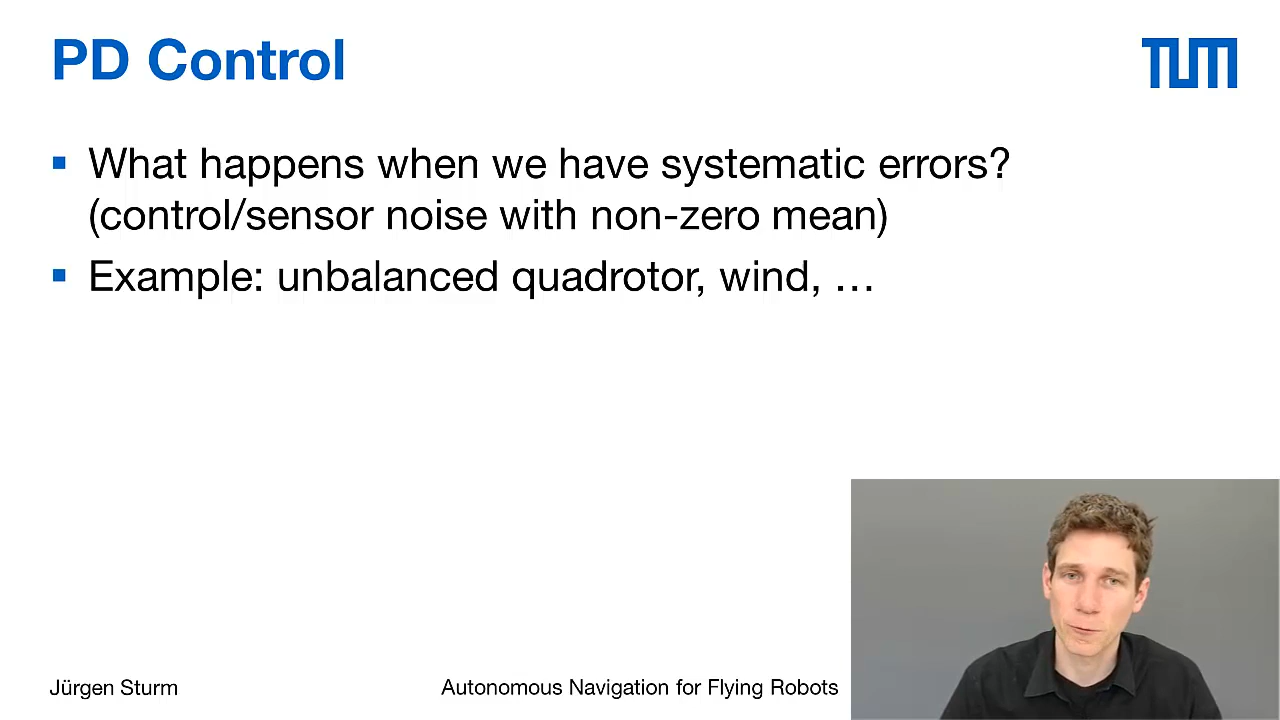 PD Control
TUM
What happens when we have systematic errors?
(control/sensor noise with non-zero mean)
Example: unbalanced quadrotor, wind, …
Jürgen Sturm
Autonomous Navigation for Flying Robots